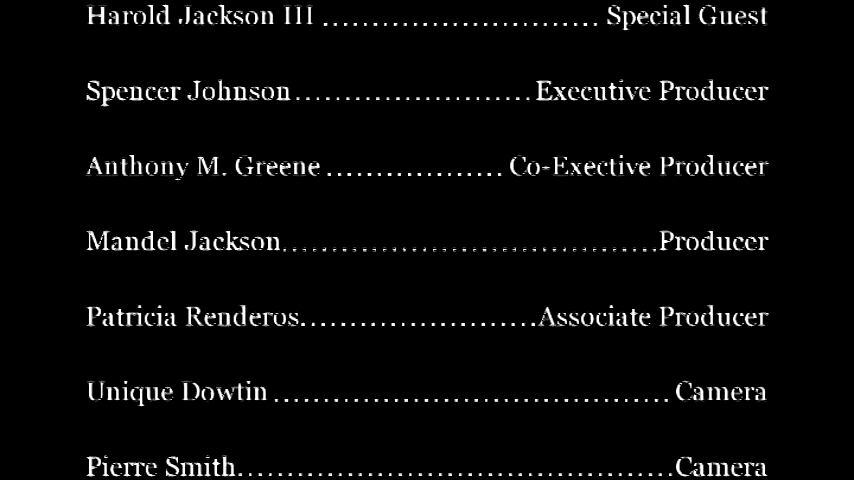 Harold Jackson III ............................ Special Guest
Spencer Johnson........................ Executive Producer
Anthony M. Greene .................. Co-Exective Producer
Mandel Jackson......................................Producer
Patricia Renderos........................Associate Producer
Unique Dowtin ........................................ Camera
Pierre Smith............................................Camera